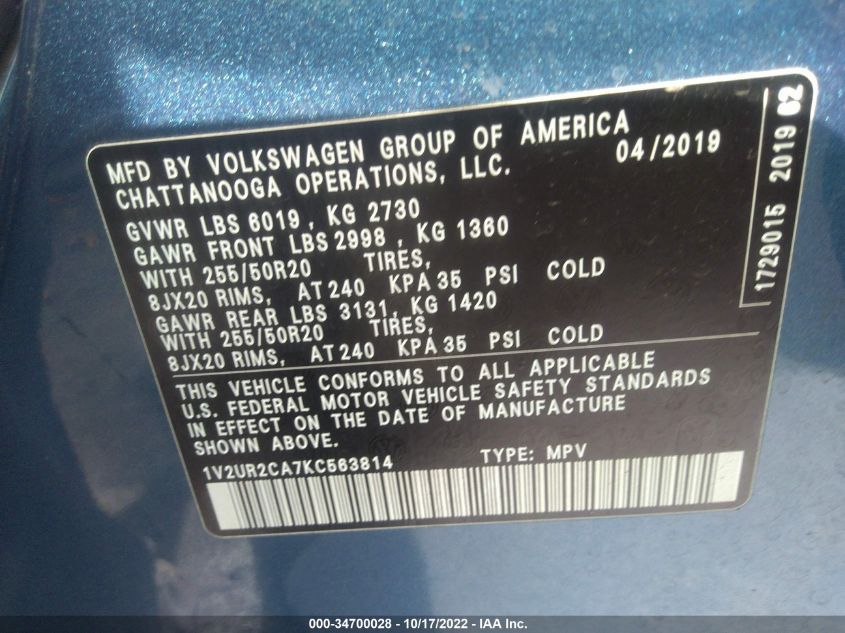 MFD BY VOLKSWAGEN GROUP OF AMERICA
CHATTANOOGA OPERATIONS, LLC. 04/2019
GVWR LBS 6019, KG 2730
GAWR FRONT LBS 2998, KG 1360
WITH 255/50R20 TIRES,
8JX20 RIMS, AT 240 KPA 35 PSI COLD
GAWR REAR LBS 3131, KG 1420
WITH 255/50R20 TIRES,
8JX20 RIMS, AT 240 KPA 35 PSI COLD
THIS VEHICLE CONFORMS TO ALL APPLICABLE
U.S. FEDERAL MOTOR VEHICLE SAFETY STANDARDS
IN EFFECT ON THE DATE OF MANUFACTURE
SHOWN ABOVE.
1V2UR2CA7KC563814 TYPE: MPV
1729015 2019 62
000-34700028 - 10/17/2022 - IAA Inc.